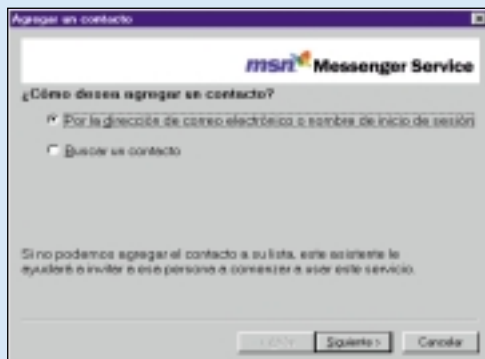 Agregar un contacto
msn Messenger Service
¿Cómo desea agregar un contacto?
Por la dirección de correo electrónico o nombre de inicio de sesión
Buscar un contacto
Si no podemos agregar el contacto a su lista, este asistente le
ayudará a invitar a esa persona a comenzar a usar este servicio.
Siguiente > Cancelar